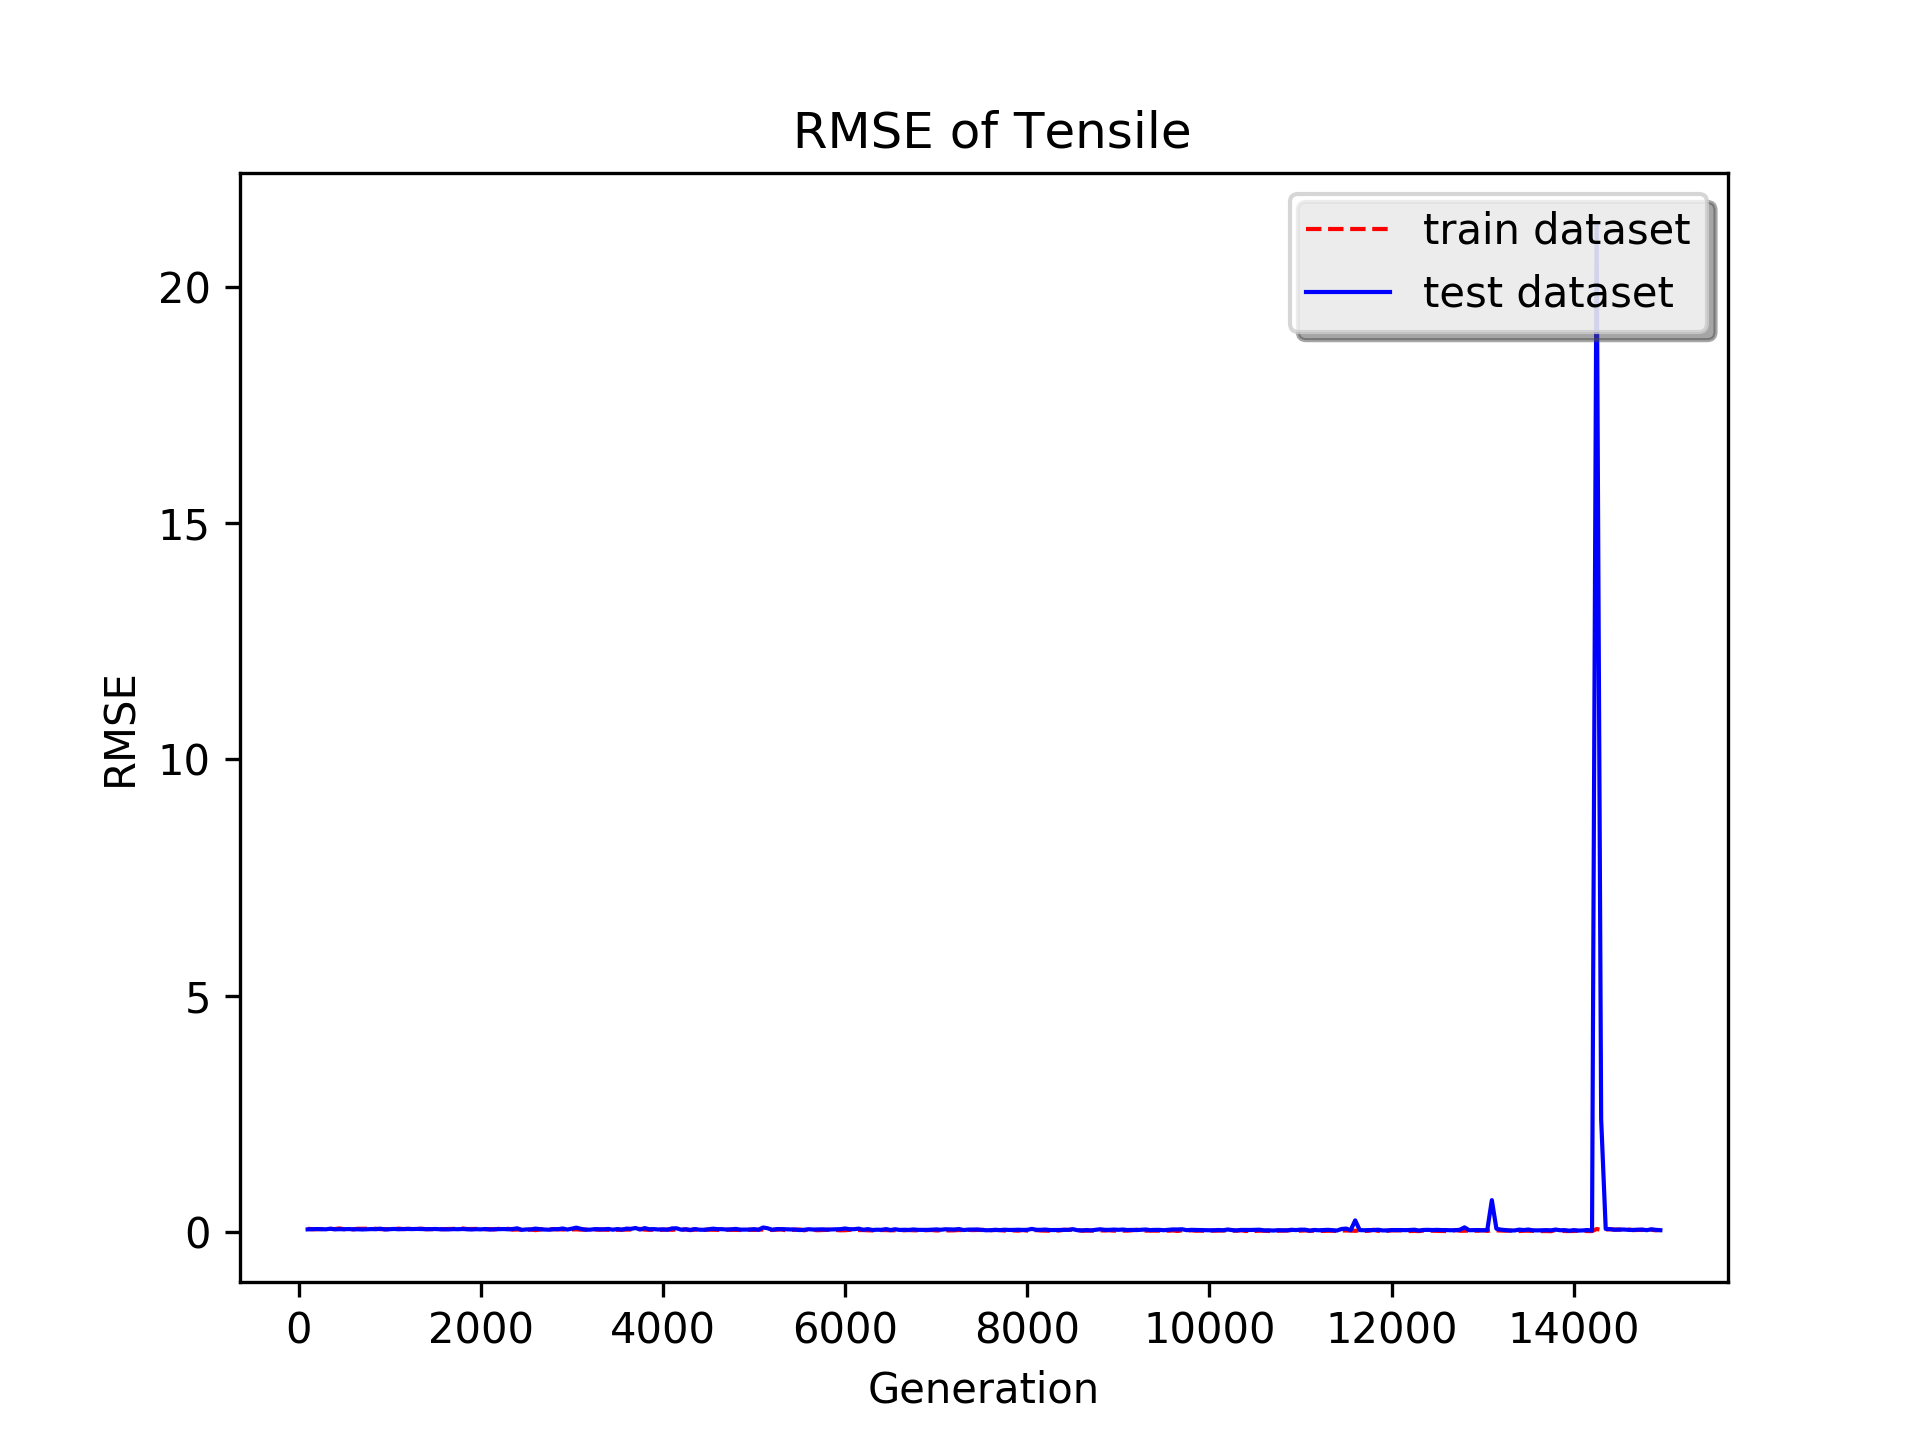 RMSE of Tensile
train dataset
test dataset
20
15
10
5
0
RMSE
0 2000 4000 6000 8000 10000 12000 14000
Generation